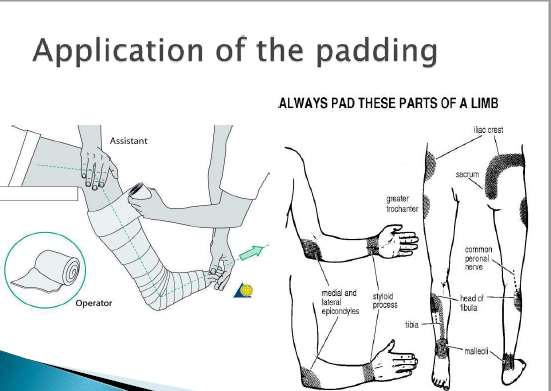 Application of the padding
ALWAYS PAD THESE PARTS OF A LIMB
Assistant
Operator
iliac crest
sacrum
greater
trochanter
common
peronal
nerve
medial and
lateral
epicondyles
styloid
process
head of
fibula
tibia
malleoli